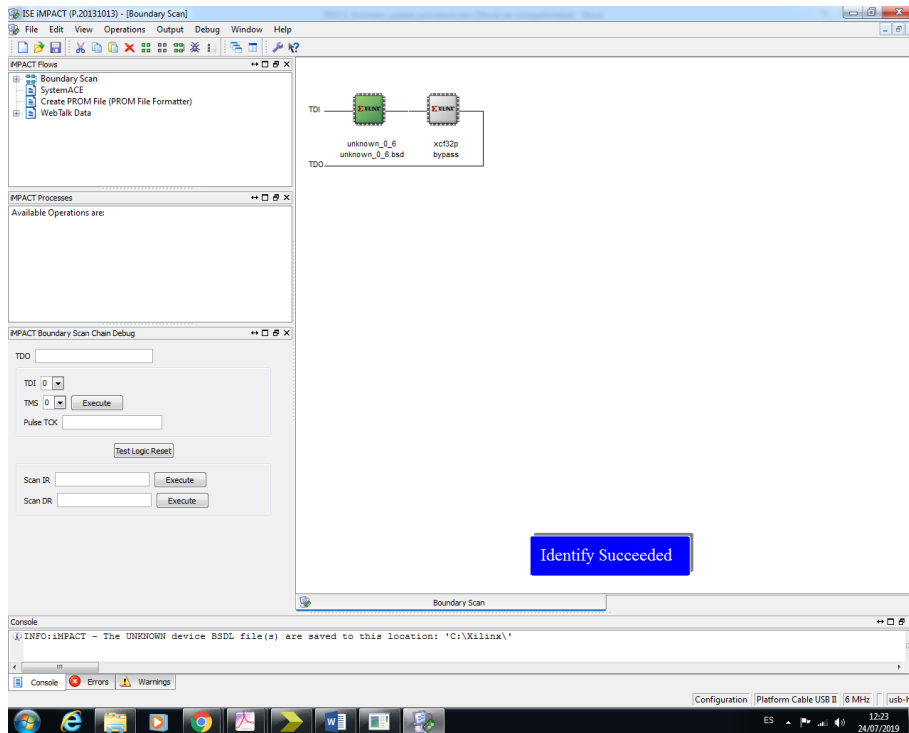 ISE iMPACT (P.20131013) - [Boundary Scan]
File Edit View Operations Output Debug Window Help
iMPACT Flows
Boundary Scan
SystemACE
Create PROM File (PROM File Formatter)
WebTalk Data
iMPACT Processes
Available Operations are:
iMPACT Boundary Scan Chain Debug
TDO
TDI 0
TMS 0 Execute
Pulse TCK
Test Logic Reset
Scan IR Execute
Scan DR Execute
TDI
XILINX XILINX
unknown_0_6 xcf32p
unknown_0_6.bsd bypass
TDO
Identify Succeeded
Boundary Scan
Console
INFO:iMPACT - The UNKNOWN device BSDL file(s) are saved to this location: 'C:\Xilinx\'
Console Errors Warnings
Configuration Platform Cable USB II 6 MHz usb-h
ES 12:23
24/07/2019